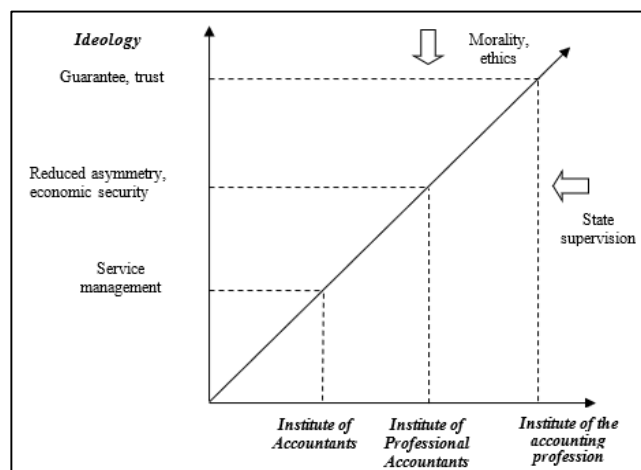 Ideology
Morality,
ethics
Guarantee, trust
Reduced asymmetry,
economic security
State
supervision
Service
management
Institute of
Accountants
Institute of
Professional
Accountants
Institute of the
accounting
profession